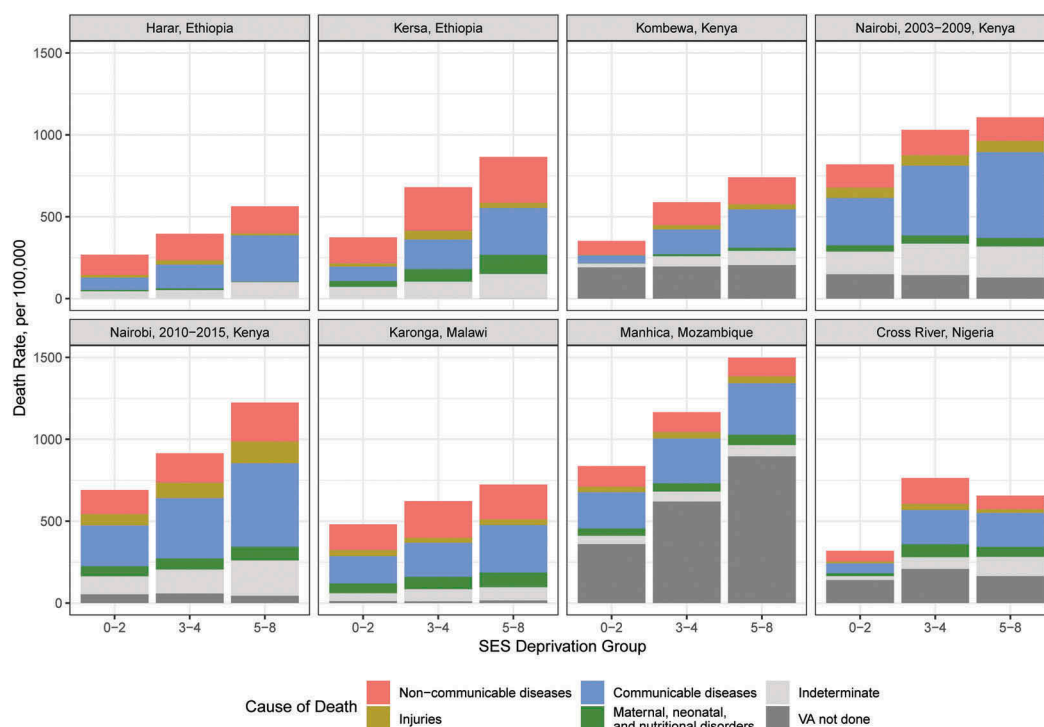 Harar, Ethiopia
Kersa, Ethiopia
Kombewa, Kenya
Nairobi, 2003−2009, Kenya
1500
1000
500
0
Nairobi, 2010−2015, Kenya
Karonga, Malawi
Manhica, Mozambique
Cross River, Nigeria
1500
1000
500
0
Death Rate, per 100,000
0−2 3−4 5−8
0−2 3−4 5−8
0−2 3−4 5−8
0−2 3−4 5−8
SES Deprivation Group
Cause of Death
Non−communicable diseases
Injuries
Communicable diseases
Maternal, neonatal,
and nutritional disorders
Indeterminate
VA not done